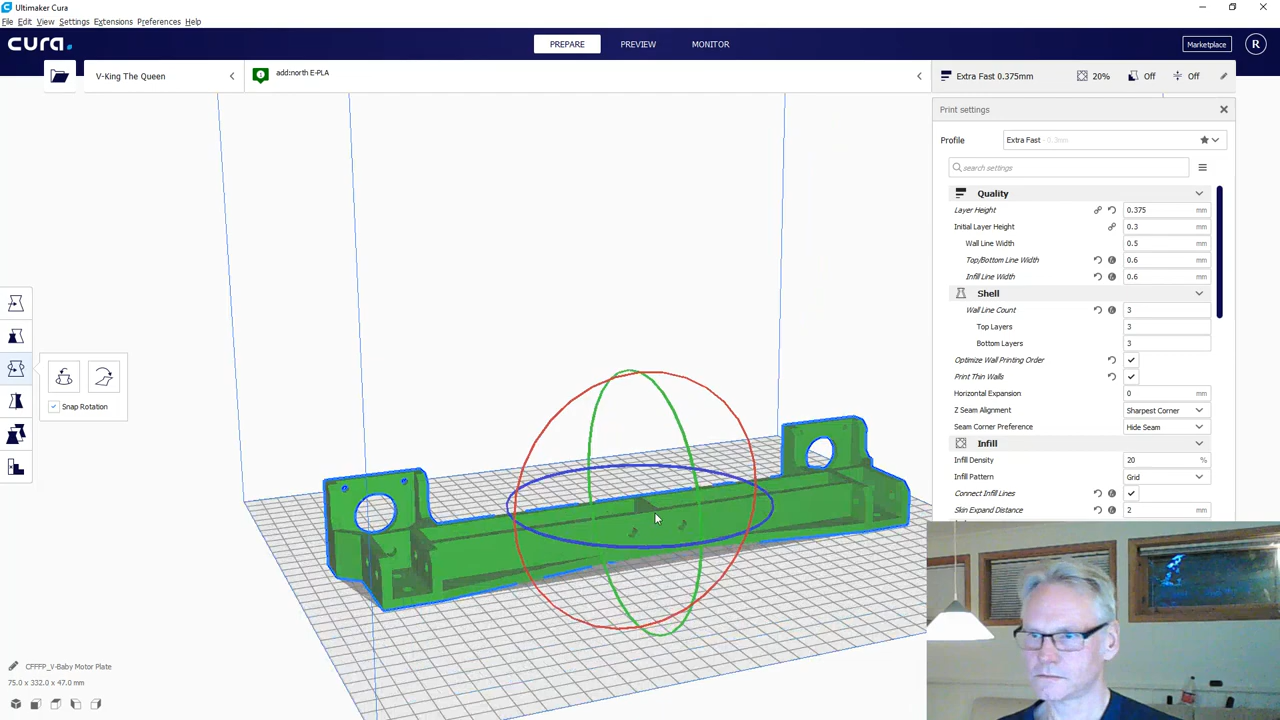 Ultimaker Cura
File Edit View Settings Extensions Preferences Help
cura.
PREPARE
PREVIEW
MONITOR
Marketplace
R
V-King The Queen
add:north E-PLA
Extra Fast 0.375mm
20%
Off
Off
Print settings
Profile
Extra Fast - 0.3mm
search settings
Quality
Layer Height 0.375 mm
Initial Layer Height 0.3 mm
Wall Line Width 0.5 mm
Top/Bottom Line Width 0.6 mm
Infill Line Width 0.6 mm
Shell
Wall Line Count 3
Top Layers 3
Bottom Layers 3
Optimize Wall Printing Order
Print Thin Walls
Horizontal Expansion 0 mm
Z Seam Alignment Sharpest Corner
Seam Corner Preference Hide Seam
Infill
Infill Density 20 %
Infill Pattern Grid
Connect Infill Lines
Skin Expand Distance 2 mm
Snap Rotation
CFFFP_V-Baby Motor Plate
75.0 x 332.0 x 47.0 mm